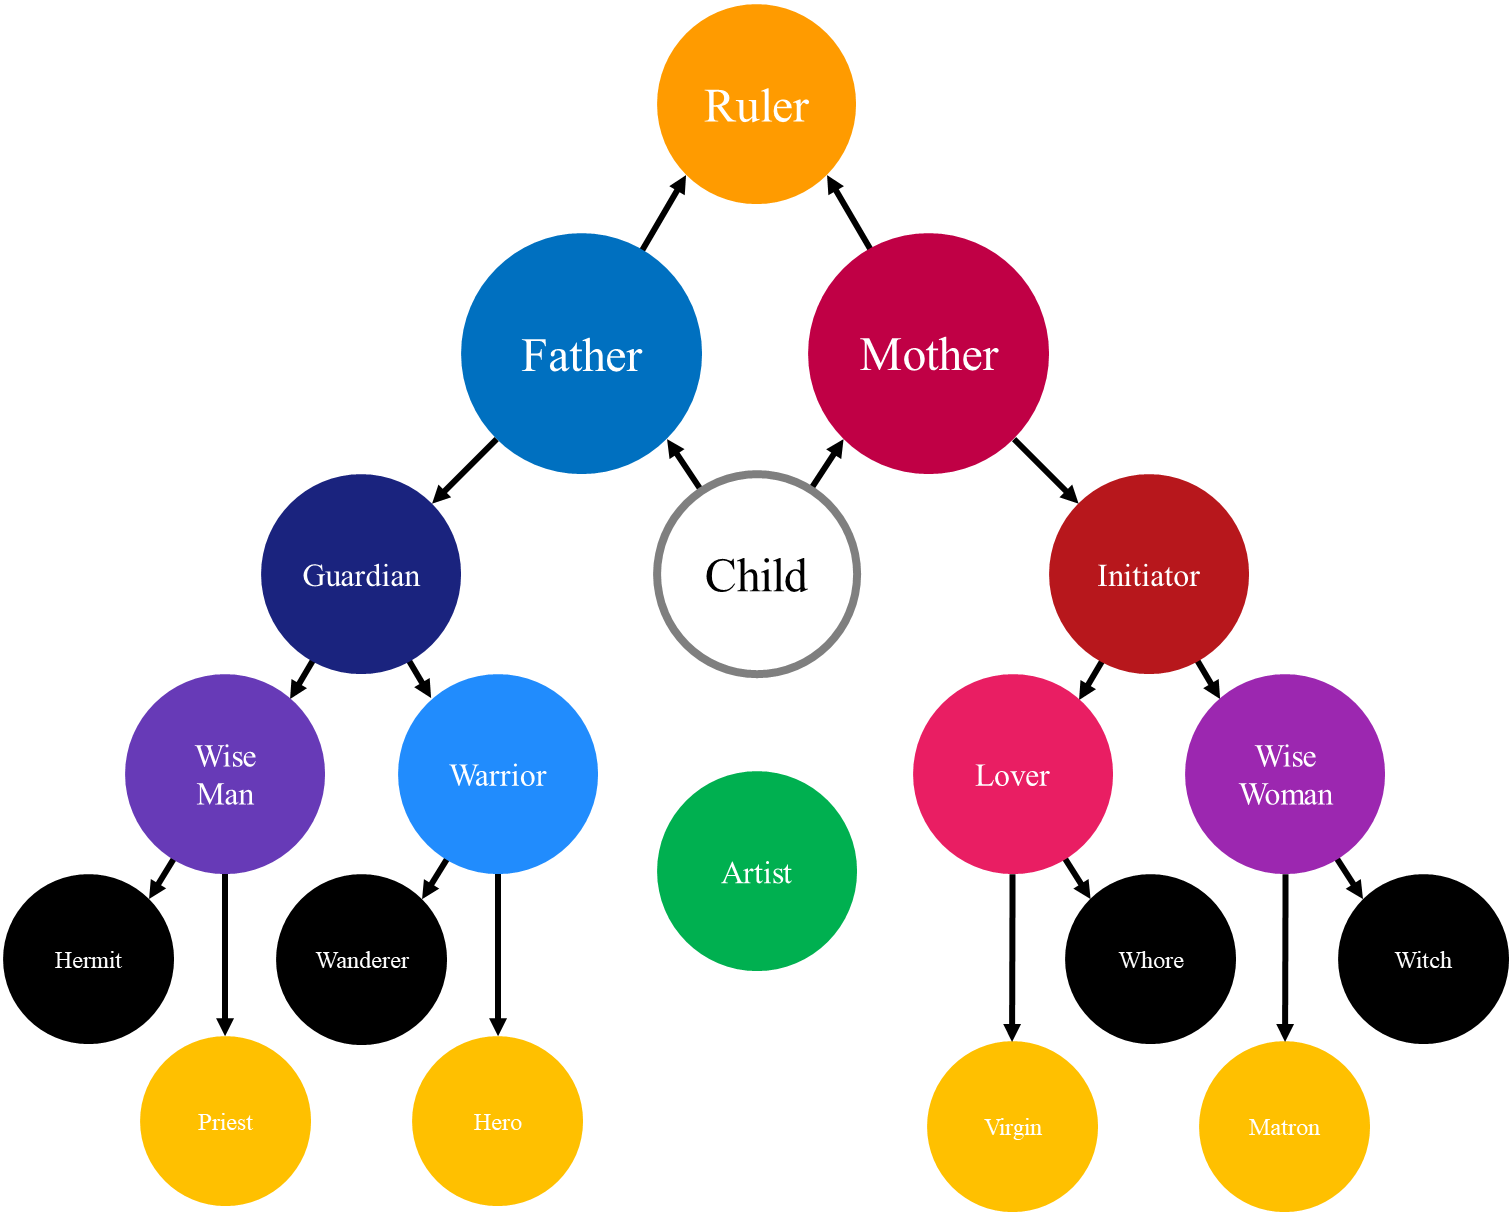 Ruler
Father
Mother
Guardian
Child
Initiator
Wise
Man
Warrior
Artist
Lover
Wise
Woman
Hermit
Wanderer
Whore
Witch
Priest
Hero
Virgin
Matron